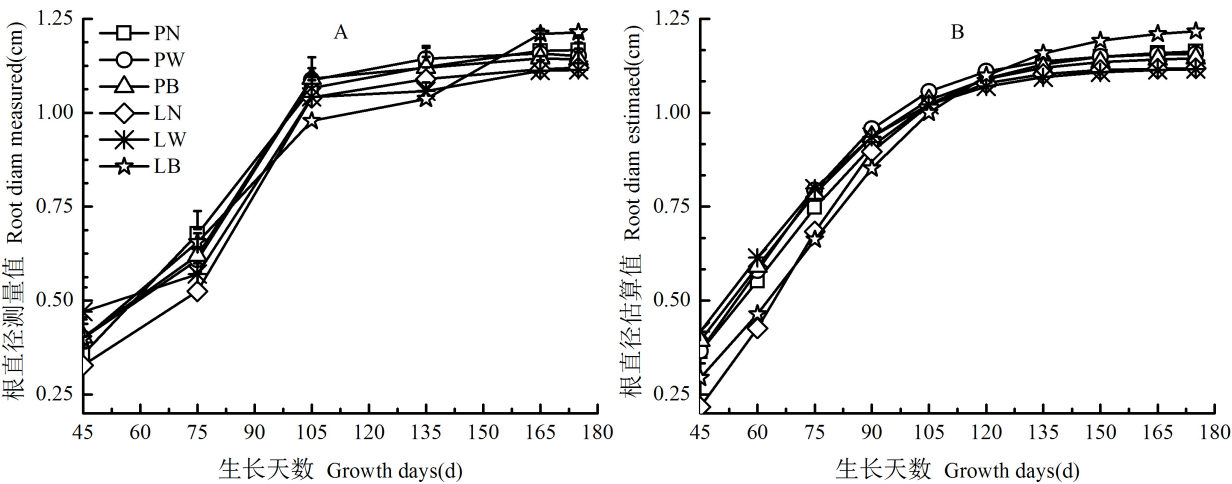 根直径测量值 Root diam measured(cm)
1.25
1.00
0.75
0.50
0.25
A
PN
PW
PB
LN
LW
LB
45 75 90 105 120 135 150 165 180
生长天数 Growth days(d)
根直径估算值 Root diam estimaed(cm)
1.25
1.00
0.75
0.50
0.25
B
45 60 75 90 105 120 135 150 165 180
生长天数 Growth days(d)